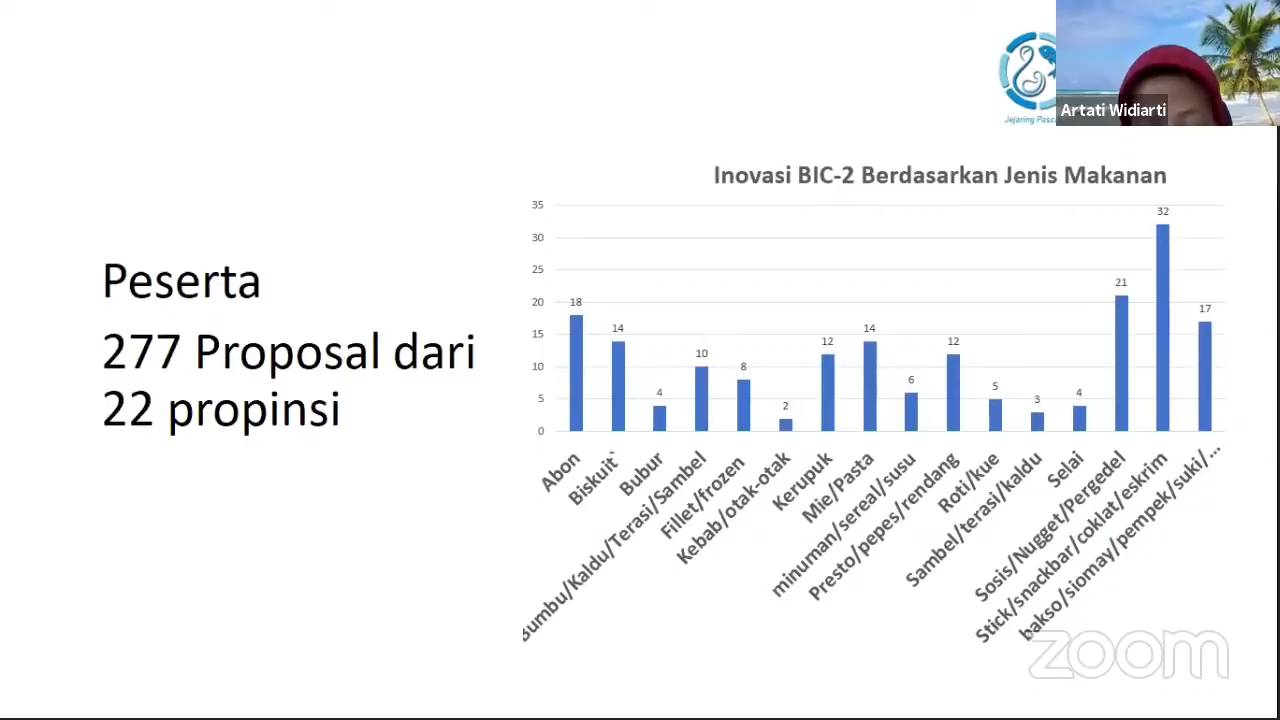 Jejaring
Artati Widiarti
Inovasi BIC-2 Berdasarkan Jenis Makanan
Peserta
277 Proposal dari
22 propinsi
35
30
25
20
15
10
5
0
18
14
4
10
8
2
12
14
6
12
5
3
4
21
32
17
Abon
Biskuit`
Bubur
Bumbu/Kaldu/Terasi/Sambel
Fillet/frozen
Kebab/otak-otak
Kerupuk
Mie/Pasta
minuman/sereal/susu
Presto/pepes/rendang
Roti/kue
Sambel/terasi/kaldu
Selai
Sosis/Nugget/Pergedel
Stick/snackbar/coklat/eskrim
bakso/siomay/pempek/suki/...
zoom